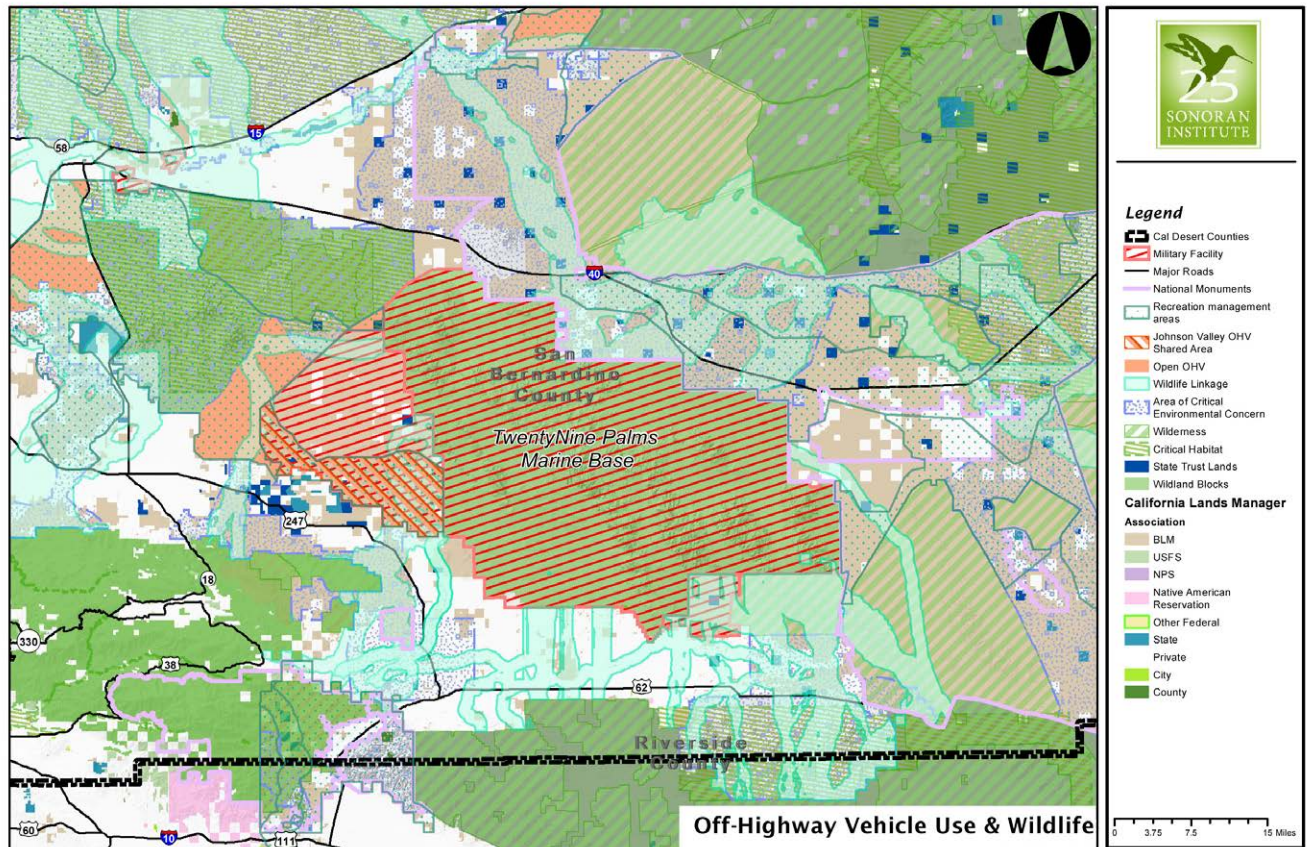 15
58
40
San
Bernardino
County
TwentyNine Palms
Marine Base
247
18
330
38
62
Riverside
County
60
10
111
Off-Highway Vehicle Use & Wildlife
25
SONORAN
INSTITUTE
Legend
Cal Desert Counties
Military Facility
Major Roads
National Monuments
Recreation management
areas
Johnson Valley OHV
Shared Area
Open OHV
Wildlife Linkage
Area of Critical
Environmental Concern
Wilderness
Critical Habitat
State Trust Lands
Wildland Blocks
California Lands Manager
Association
BLM
USFS
NPS
Native American
Reservation
Other Federal
State
Private
City
County
0 3.75 7.5 15 Miles